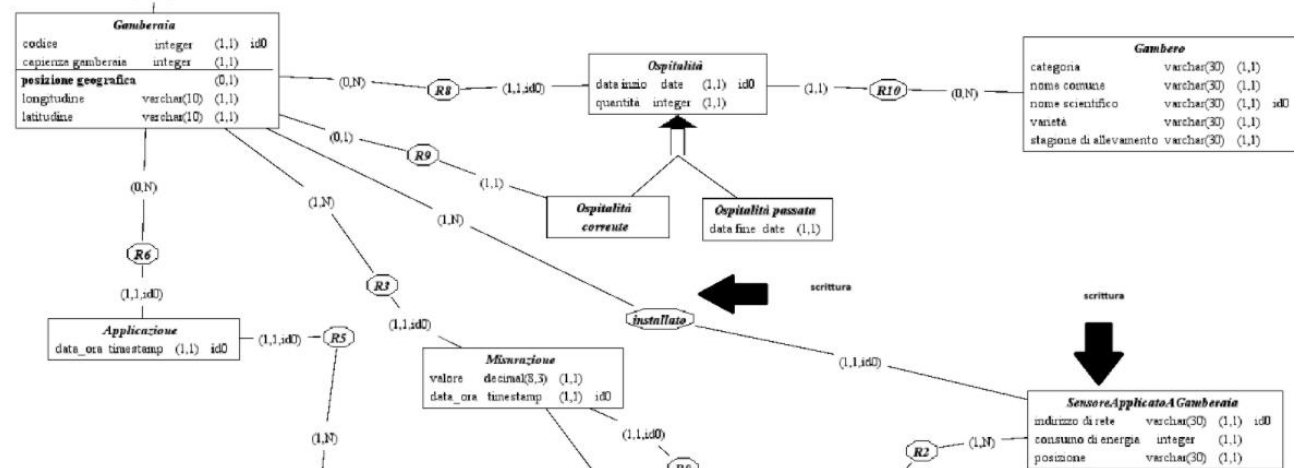 Gamberaia
codice integer (1,1) id0
capienza gamberaia integer (1,1)
posizione geografica (0,1)
longitudine varchar(10) (1,1)
latitudine varchar(10) (1,1)
(0,N)
R8
(1,1,id0)
Ospitalità
data inizio date (1,1) id0
quantità integer (1,1)
(1,1)
R10
(0,N)
Gambero
categoria varchar(30) (1,1)
nome comune varchar(30) (1,1)
nome scientifico varchar(30) (1,1) id0
varietà varchar(30) (1,1)
stagione di allevamento varchar(30) (1,1)
(0,1)
R9
(1,1)
Ospitalità
corrente
Ospitalità passata
data fine date (1,1)
(0,N)
(1,N)
(1,N)
R6
R3
scrittura
scrittura
(1,1,id0)
installato
Applicazione
data_ora timestamp (1,1) id0
(1,1,id0)
R5
(1,1,id0)
Misurazione
valore decimal(8,3) (1,1)
data_ora timestamp (1,1) id0
(1,1,id0)
SensoreApplicatoAGamberaia
indirizzo di rete varchar(30) (1,1) id0
consumo di energia integer (1,1)
posizione varchar(30) (1,1)
(1,N)
(1,1,id0)
R2
(1,N)